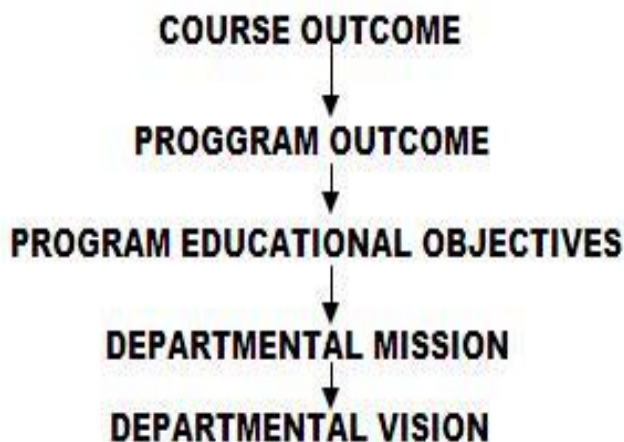 COURSE OUTCOME
PROGGRAM OUTCOME
PROGRAM EDUCATIONAL OBJECTIVES
DEPARTMENTAL MISSION
DEPARTMENTAL VISION